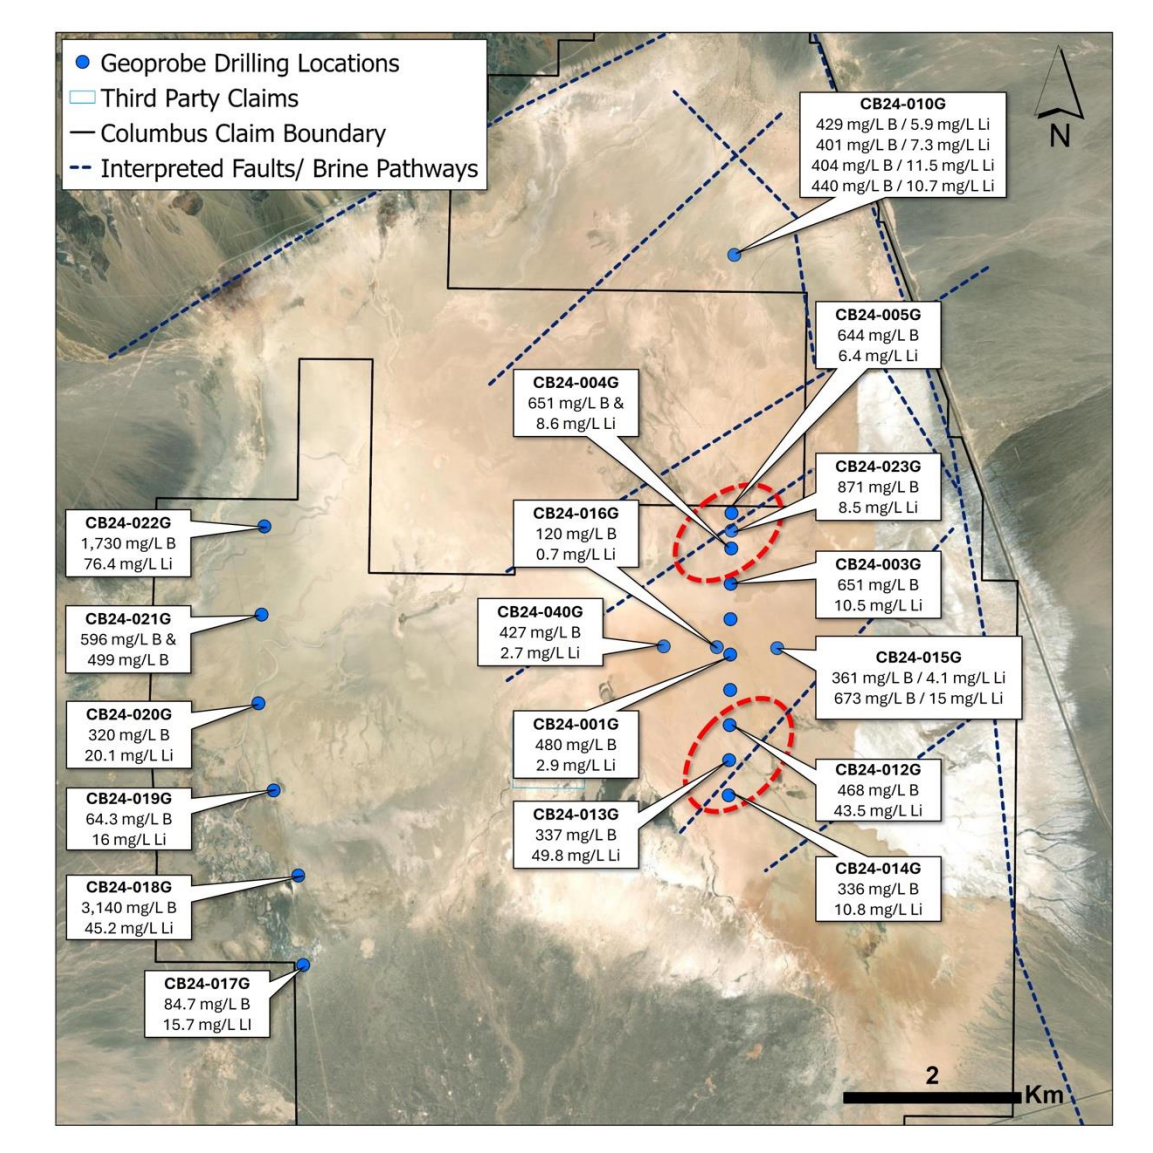 Geoprobe Drilling Locations
Third Party Claims
Columbus Claim Boundary
Interpreted Faults/ Brine Pathways
N
CB24-010G
429 mg/L B / 5.9 mg/L Li
401 mg/L B / 7.3 mg/L Li
404 mg/L B / 11.5 mg/L Li
440 mg/L B / 10.7 mg/L Li
CB24-005G
644 mg/L B
6.4 mg/L Li
CB24-004G
651 mg/L B &
8.6 mg/L Li
CB24-023G
871 mg/L B
8.5 mg/L Li
CB24-016G
120 mg/L B
0.7 mg/L Li
CB24-022G
1,730 mg/L B
76.4 mg/L Li
CB24-003G
651 mg/L B
10.5 mg/L Li
CB24-040G
427 mg/L B
2.7 mg/L Li
CB24-021G
596 mg/L B &
499 mg/L B
CB24-015G
361 mg/L B / 4.1 mg/L Li
673 mg/L B / 15 mg/L Li
CB24-020G
320 mg/L B
20.1 mg/L Li
CB24-001G
480 mg/L B
2.9 mg/L Li
CB24-012G
468 mg/L B
43.5 mg/L Li
CB24-019G
64.3 mg/L B
16 mg/L Li
CB24-013G
337 mg/L B
49.8 mg/L Li
CB24-014G
336 mg/L B
10.8 mg/L Li
CB24-018G
3,140 mg/L B
45.2 mg/L Li
CB24-017G
84.7 mg/L B
15.7 mg/L LI
2
Km